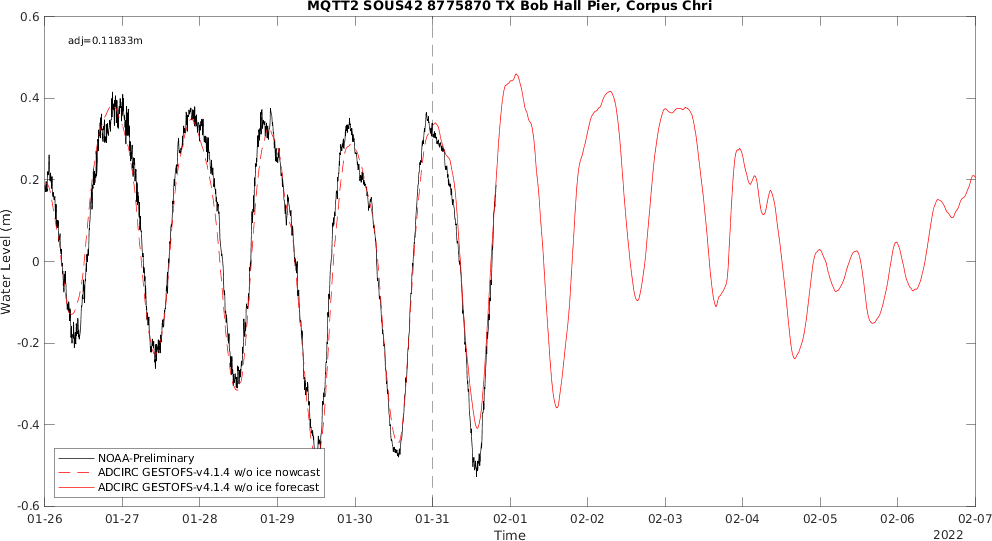 MQTT2 SOUS42 8775870 TX Bob Hall Pier, Corpus Chri
adj=0.11833m
0.6
0.4
0.2
0
-0.2
-0.4
-0.6
Water Level (m)
NOAA-Preliminary
ADCIRC GESTOFS-v4.1.4 w/o ice nowcast
ADCIRC GESTOFS-v4.1.4 w/o ice forecast
01-26 01-27 01-28 01-29 01-30 01-31 02-01 02-02 02-03 02-04 02-05 02-06 02-07
Time
2022